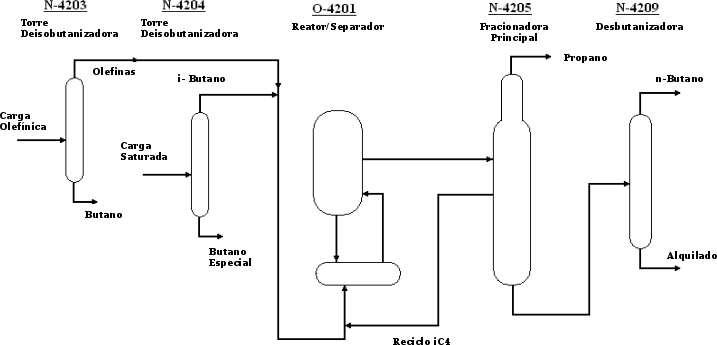 N-4203
N-4204
O-4201
N-4205
N-4209
Torre
Deisobutanizadora
Torre
Deisobutanizadora
Reator/Separador
Fracionadora
Principal
Desbutanizadora
Olefinas
i- Butano
Propano
n-Butano
Carga
Olefínica
Carga
Saturada
Butano
Butano
Especial
Alquilado
Reciclo iC4